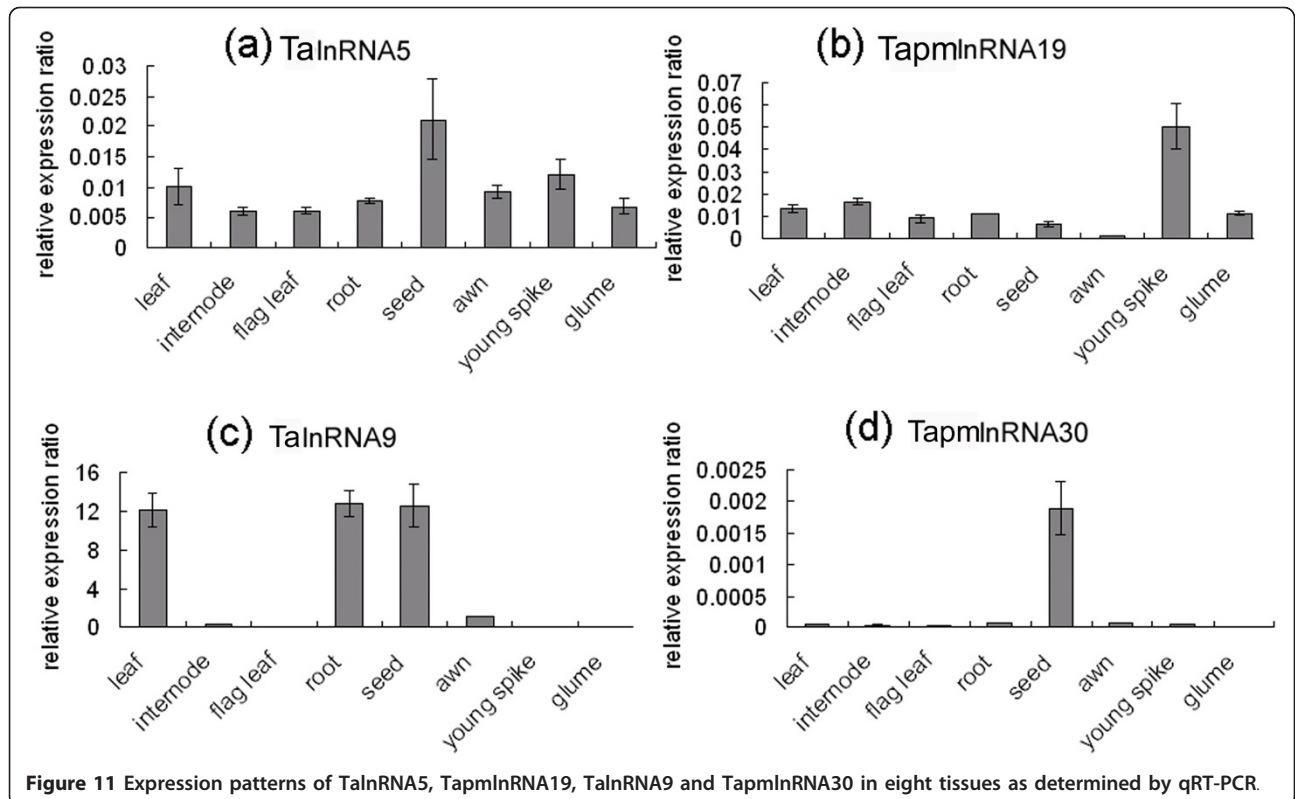 (a) TalnRNA5
relative expression ratio
0.03
0.025
0.02
0.015
0.01
0.005
0
leaf
internode
flag leaf
root
seed
awn
young spike
glume
(b) TapmlnRNA19
relative expression ratio
0.07
0.06
0.05
0.04
0.03
0.02
0.01
0
leaf
internode
flag leaf
root
seed
awn
young spike
glume
(c) TalnRNA9
relative expression ratio
16
12
8
4
0
leaf
internode
flag leaf
root
seed
awn
young spike
glume
(d) TapmlnRNA30
relative expression ratio
0.0025
0.002
0.0015
0.001
0.0005
0
leaf
internode
flag leaf
root
seed
awn
young spike
glume
Figure 11 Expression patterns of TalnRNA5, TapmlnRNA19, TalnRNA9 and TapmlnRNA30 in eight tissues as determined by qRT-PCR.